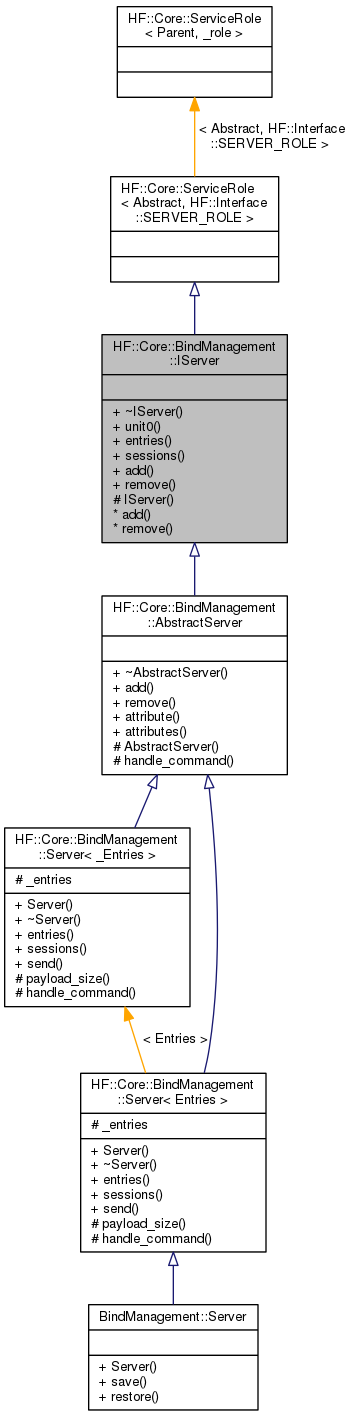 HF::Core::ServiceRole
< Parent, _role >
< Abstract, HF::Interface
::SERVER_ROLE >
HF::Core::ServiceRole
< Abstract, HF::Interface
::SERVER_ROLE >
HF::Core::BindManagement
::IServer
+ ~IServer()
+ unit0()
+ entries()
+ sessions()
+ add()
+ remove()
# IServer()
* add()
* remove()
HF::Core::BindManagement
::AbstractServer
+ ~AbstractServer()
+ add()
+ remove()
+ attribute()
+ attributes()
# AbstractServer()
# handle_command()
HF::Core::BindManagement
::Server< _Entries >
# _entries
+ Server()
+ ~Server()
+ entries()
+ sessions()
+ send()
# payload_size()
# handle_command()
< Entries >
HF::Core::BindManagement
::Server< Entries >
# _entries
+ Server()
+ ~Server()
+ entries()
+ sessions()
+ send()
# payload_size()
# handle_command()
BindManagement::Server
+ Server()
+ save()
+ restore()